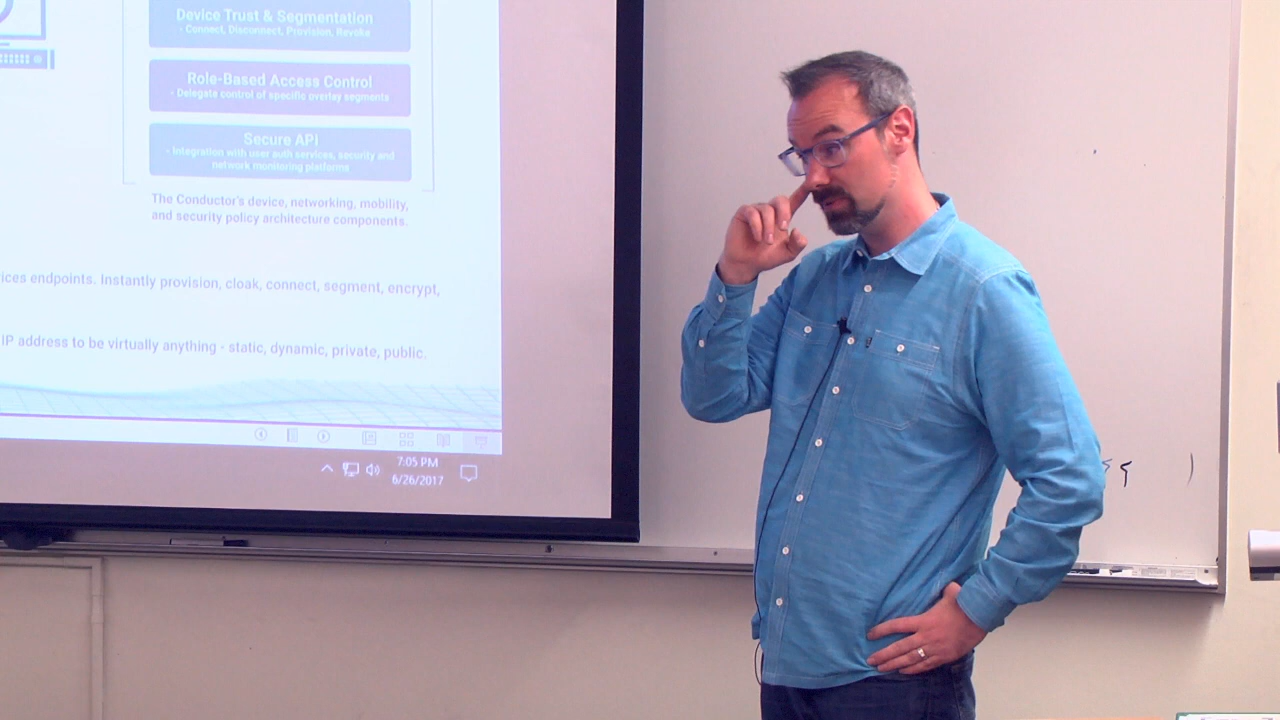 Device Trust & Segmentation
- Connect, Disconnect, Provision, Revoke
Role-Based Access Control
- Delegate control of specific overlay segments
Secure API
- Integration with user auth services, security and
network monitoring platforms
The Conductor's device, networking, mobility,
and security policy architecture components.
ices endpoints. Instantly provision, cloak, connect, segment, encrypt,
IP address to be virtually anything - static, dynamic, private, public.
7:05 PM
6/26/2017